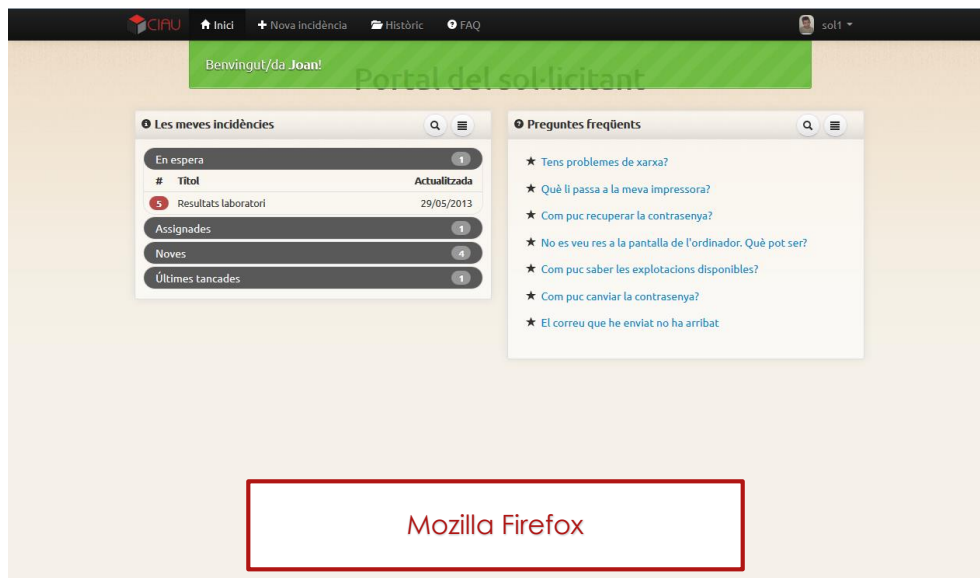 CIAU Inici Nova incidència Històric FAQ sol1
Benvingut/da Joan!
Portal del sol·licitant
Les meves incidències
En espera 1
# Títol Actualitzada
5 Resultats laboratori 29/05/2013
Assignades 1
Noves 4
Últimes tancades 1
Preguntes freqüents
Tens problemes de xarxa?
Què li passa a la meva impressora?
Com puc recuperar la contrasenya?
No es veu res a la pantalla de l'ordinador. Què pot ser?
Com puc saber les explotacions disponibles?
Com puc canviar la contrasenya?
El correu que he enviat no ha arribat
Mozilla Firefox